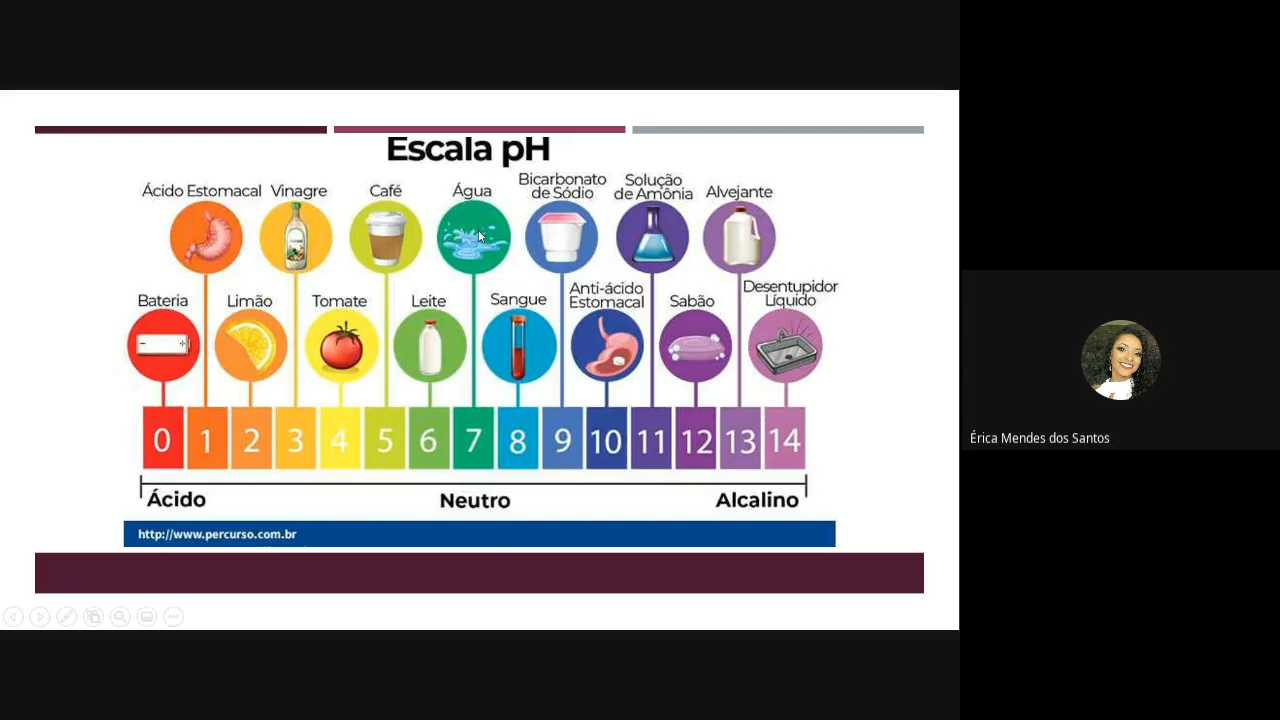 Escala pH
Ácido Estomacal
Vinagre
Café
Água
Bicarbonato
de Sódio
Solução
de Amônia
Alvejante
Bateria
Limão
Tomate
Leite
Sangue
Anti-ácido
Estomacal
Sabão
Desentupidor
Líquido
0 1 2 3 4 5 6 7 8 9 10 11 12 13 14
Ácido
Neutro
Alcalino
http://www.percurso.com.br
Érica Mendes dos Santos